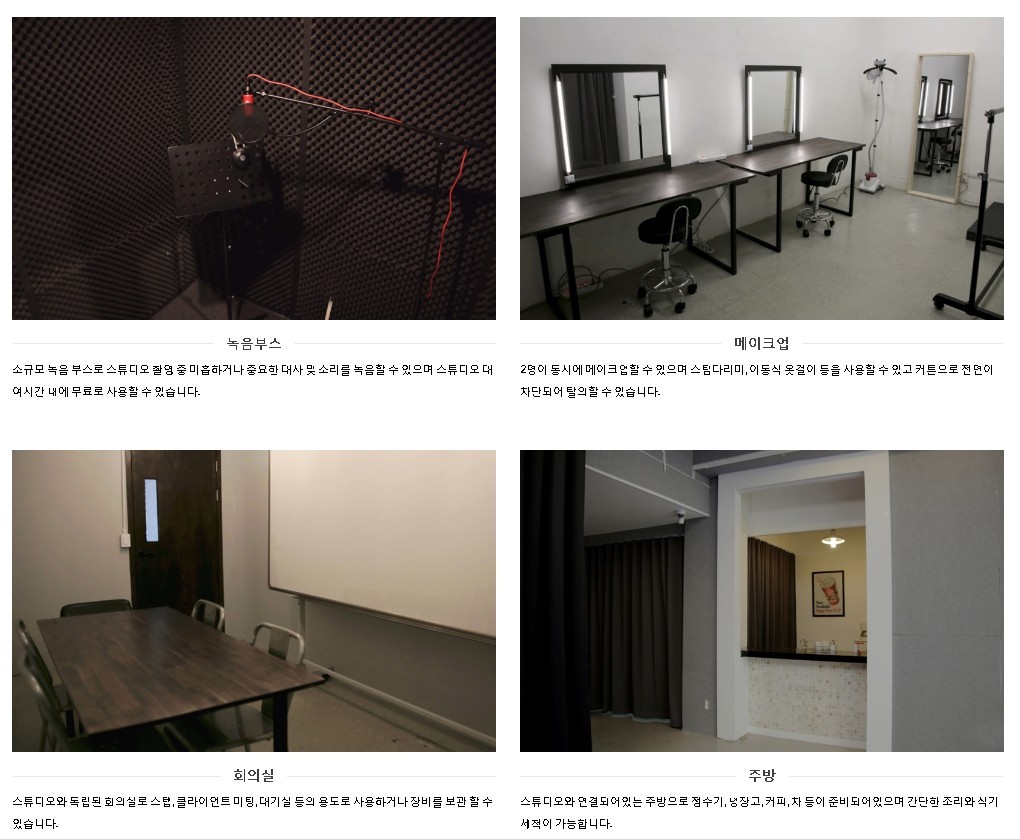 녹음부스
소규모 녹음 부스로 스튜디오 촬영 중 미흡하거나 중요한 대사 및 소리를 녹음할 수 있으며 스튜디오 대
여시간 내에 무료로 사용할 수 있습니다.
메이크업
2명이 동시에 메이크업할 수 있으며 스팀다리미, 이동식 옷걸이 등을 사용할 수 있고 커튼으로 전면이
차단되어 탈의할 수 있습니다.
회의실
스튜디오와 독립된 회의실로 스탭, 클라이언트 미팅, 대기실 등의 용도로 사용하거나 장비를 보관 할 수
있습니다.
주방
스튜디오와 연결되어있는 주방으로 정수기, 냉장고, 커피, 차 등이 준비되어있으며 간단한 조리와 식기
세척이 가능합니다.